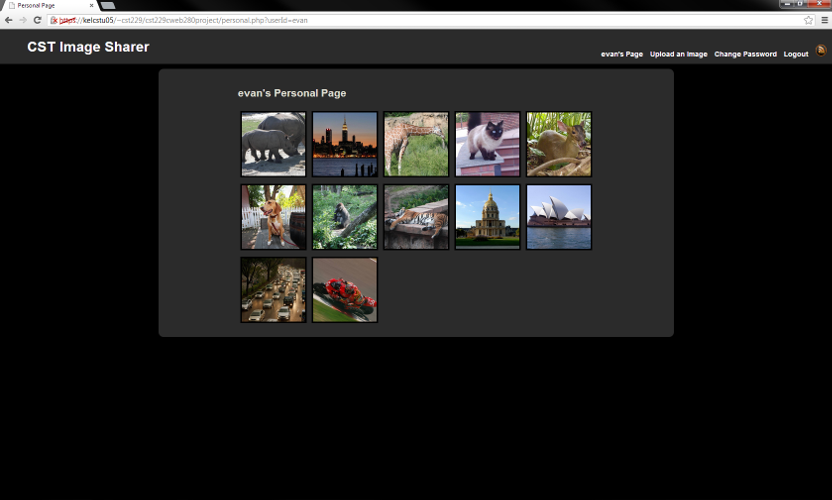 Personal Page
https://kelcstu05/~cst229/cst229cweb280project/personal.php?userId=evan
CST Image Sharer
evan's Page Upload an Image Change Password Logout
evan's Personal Page